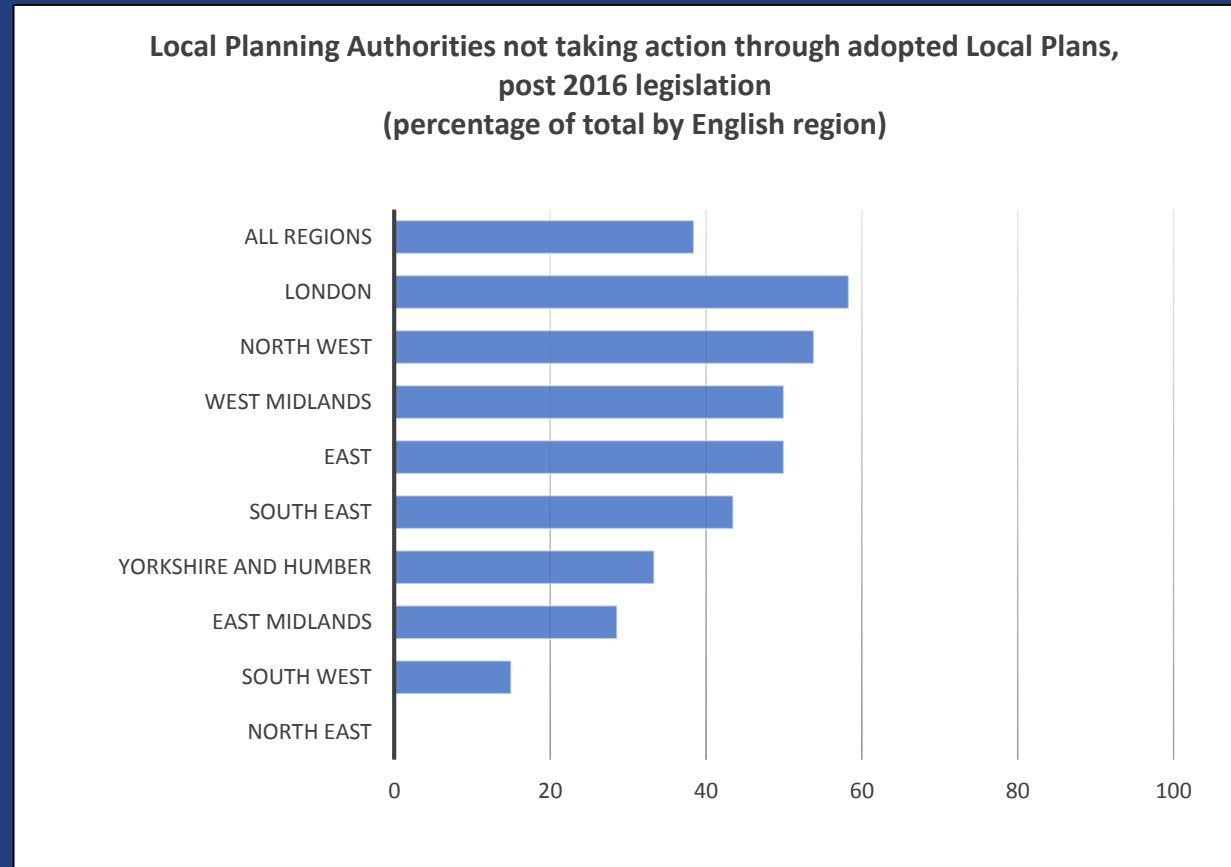 Local Planning Authorities not taking action through adopted Local Plans,
post 2016 legislation
(percentage of total by English region)
ALL REGIONS
LONDON
NORTH WEST
WEST MIDLANDS
EAST
SOUTH EAST
YORKSHIRE AND HUMBER
EAST MIDLANDS
SOUTH WEST
NORTH EAST
0 20 40 60 80 100